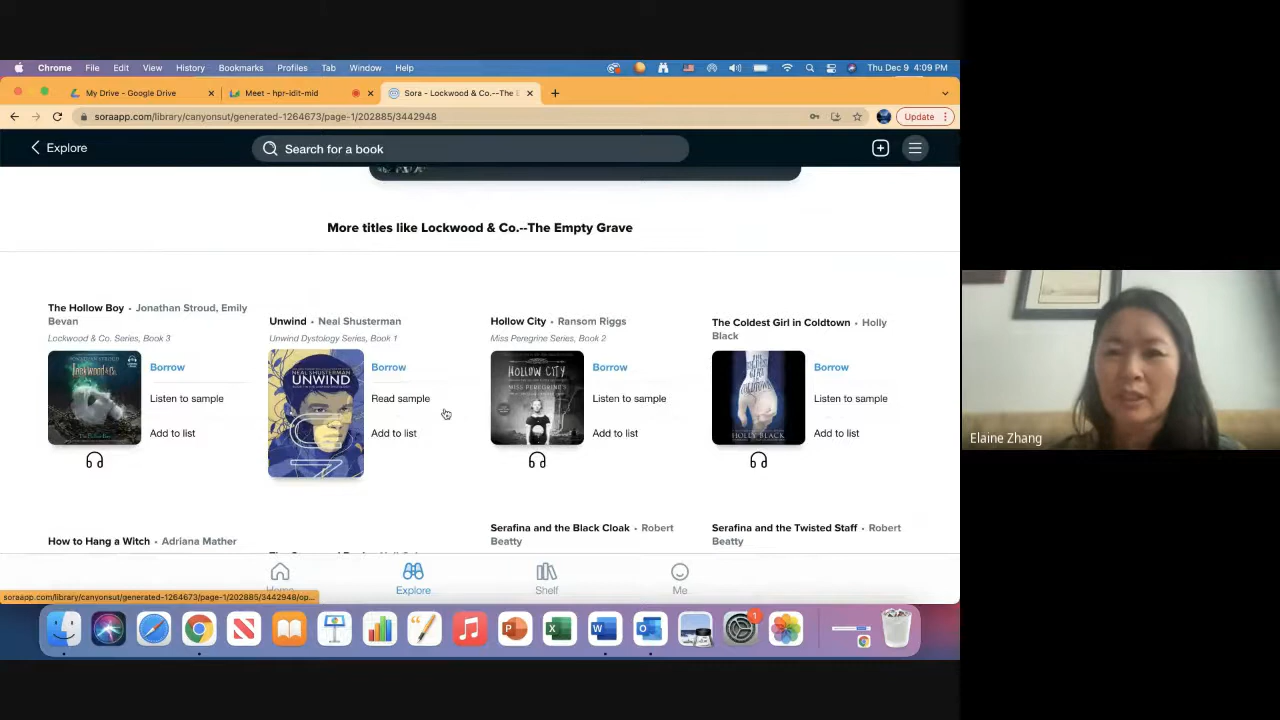 Chrome File Edit View History Bookmarks Profiles Tab Window Help Thu Dec 9 4:09 PM
My Drive - Google Drive Meet - hpr-idit-mid Sora - Lockwood & Co.--The E
soraapp.com/library/canyonsut/generated-1264673/page-1/202885/3442948 Update
Explore Search for a book
More titles like Lockwood & Co.--The Empty Grave
The Hollow Boy • Jonathan Stroud, Emily
Bevan
Lockwood & Co. Series, Book 3
Lockwood
Borrow
Listen to sample
Add to list
Unwind • Neal Shusterman
Unwind Dystology Series, Book 1
NEAL SHUSTERMAN
UNWIND
Borrow
Read sample
Add to list
Hollow City • Ransom Riggs
Miss Peregrine Series, Book 2
HOLLOW CITY
Borrow
Listen to sample
Add to list
The Coldest Girl in Coldtown • Holly
Black
HOLLY BLACK
Borrow
Listen to sample
Add to list
How to Hang a Witch • Adriana Mather
Serafina and the Black Cloak • Robert
Beatty
Serafina and the Twisted Staff • Robert
Beatty
Home Explore Shelf Me
soraapp.com/library/canyonsut/generated-1264673/page-1/202885/3442948/op...
1
Elaine Zhang